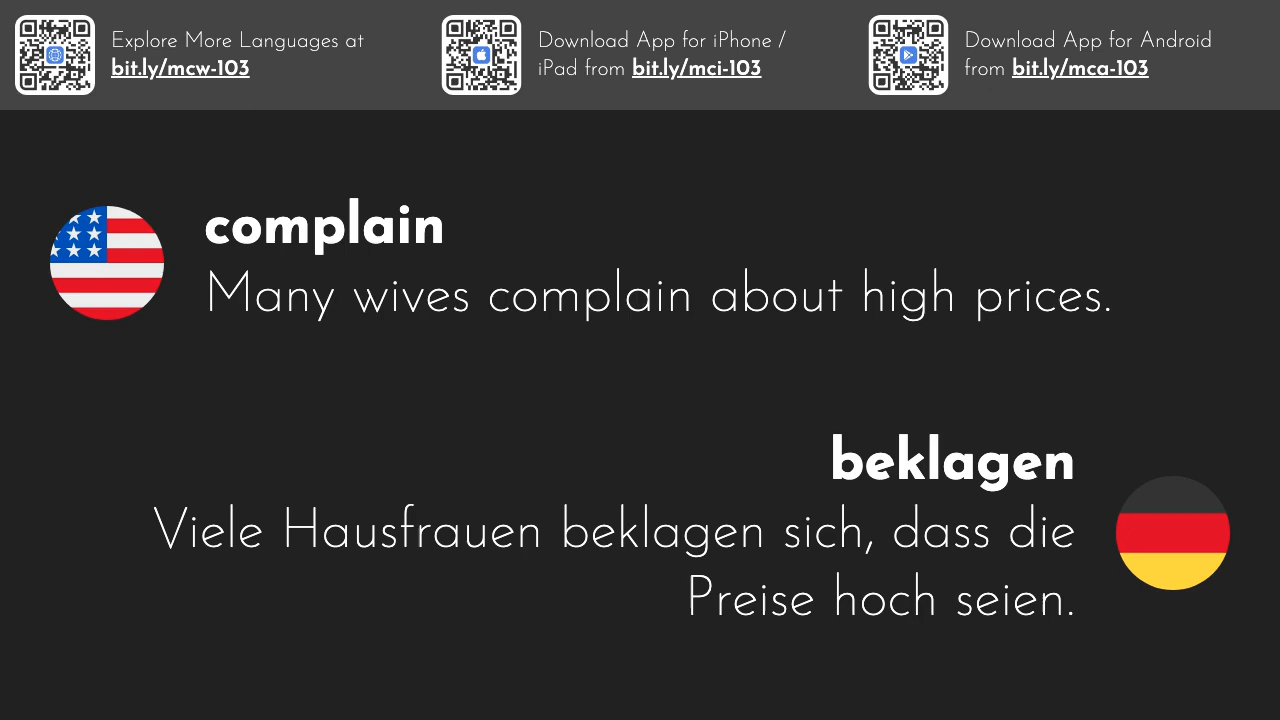 Explore More Languages at
bit.ly/mcw-103
Download App for iPhone /
iPad from bit.ly/mci-103
Download App for Android
from bit.ly/mca-103
complain
Many wives complain about high prices.
beklagen
Viele Hausfrauen beklagen sich, dass die
Preise hoch seien.